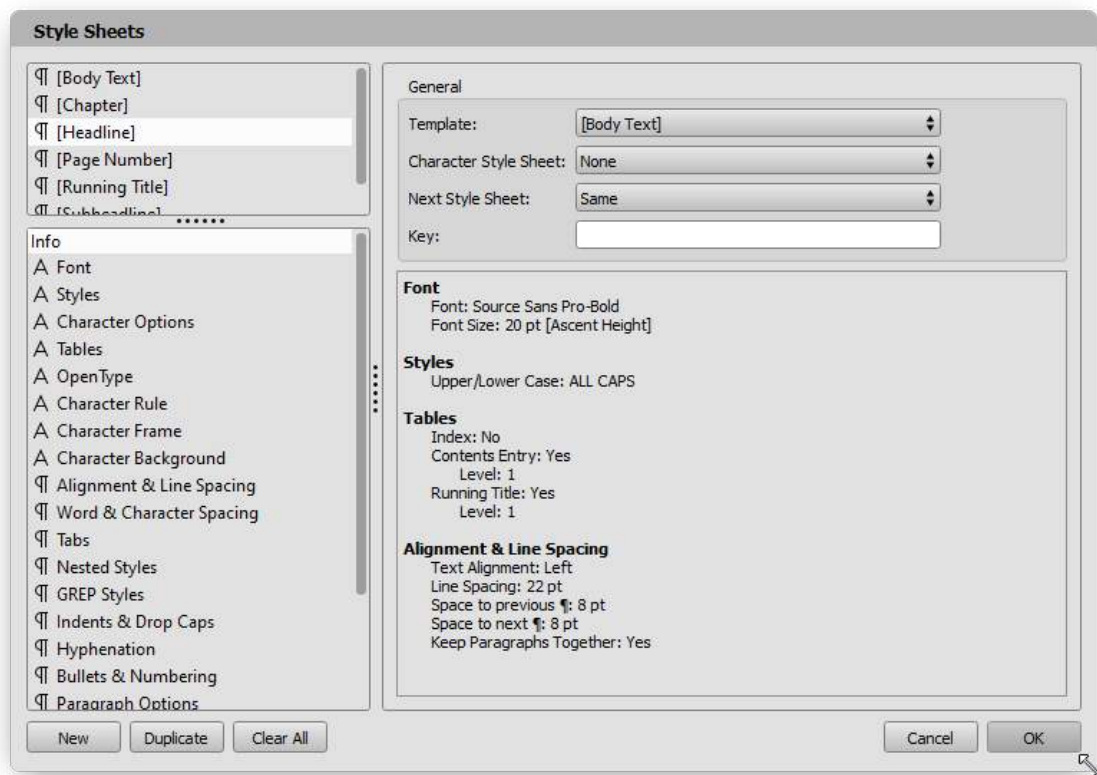 Style Sheets
¶ [Body Text]
¶ [Chapter]
¶ [Headline]
¶ [Page Number]
¶ [Running Title]
¶ [Subheadline]
Info
A Font
A Styles
A Character Options
A Tables
A OpenType
A Character Rule
A Character Frame
A Character Background
¶ Alignment & Line Spacing
¶ Word & Character Spacing
¶ Tabs
¶ Nested Styles
¶ GREP Styles
¶ Indents & Drop Caps
¶ Hyphenation
¶ Bullets & Numbering
¶ Paragraph Options
General
Template: [Body Text]
Character Style Sheet: None
Next Style Sheet: Same
Key:
Font
Font: Source Sans Pro-Bold
Font Size: 20 pt [Ascent Height]
Styles
Upper/Lower Case: ALL CAPS
Tables
Index: No
Contents Entry: Yes
Level: 1
Running Title: Yes
Level: 1
Alignment & Line Spacing
Text Alignment: Left
Line Spacing: 22 pt
Space to previous ¶: 8 pt
Space to next ¶: 8 pt
Keep Paragraphs Together: Yes
New Duplicate Clear All Cancel OK